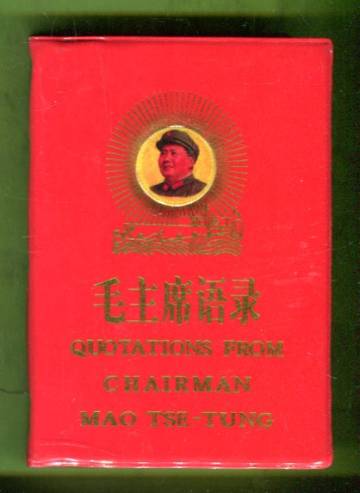 毛主席语录
QUOTATIONS FROM
CHAIRMAN
MAO TSE-TUNG